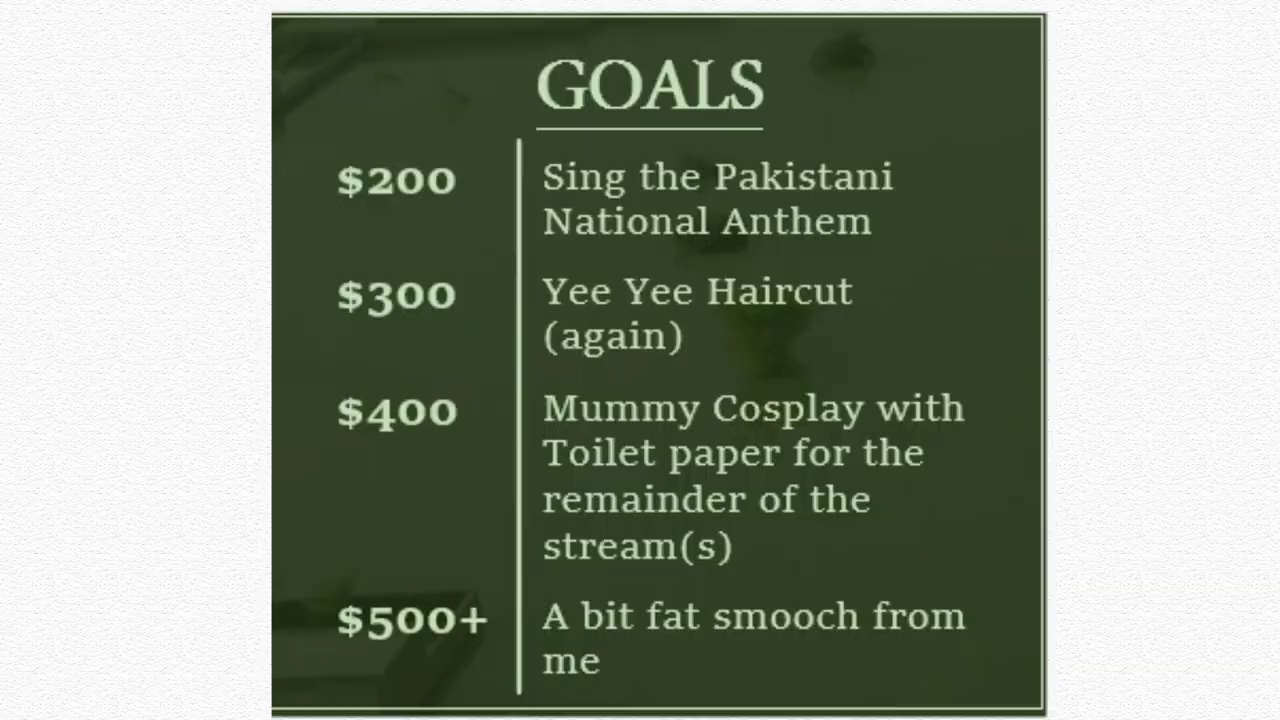 GOALS
$200 Sing the Pakistani
National Anthem
$300 Yee Yee Haircut
(again)
$400 Mummy Cosplay with
Toilet paper for the
remainder of the
stream(s)
$500+ A bit fat smooch from
me